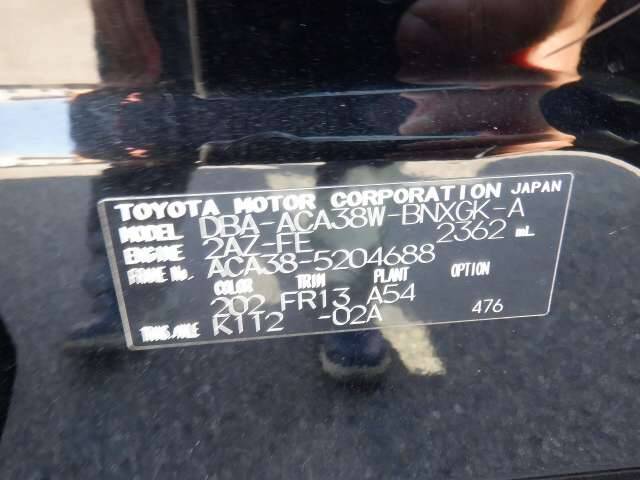 TOYOTA MOTOR CORPORATION JAPAN
MODEL DBA-ACA38W-BNXGK-A
ENGINE 2AZ-FE 2362 mL
FRAME No. ACA38-5204688
COLOR TRIM PLANT OPTION
202 FR13 A54 476
TRANS./AXLE K112 -02A